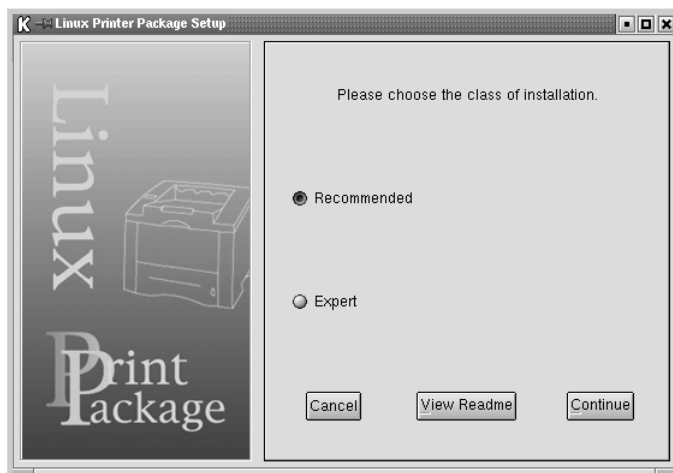 Linux Printer Package Setup
Linux
Print
Package
Please choose the class of installation.
Recommended
Expert
Cancel
View Readme
Continue